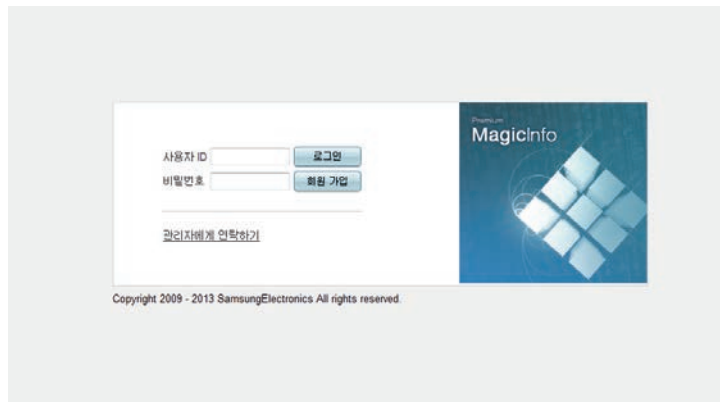 Premium
MagicInfo
사용자 ID
로그인
비밀번호
회원 가입
관리자에게 연락하기
Copyright 2009 - 2013 SamsungElectronics All rights reserved.